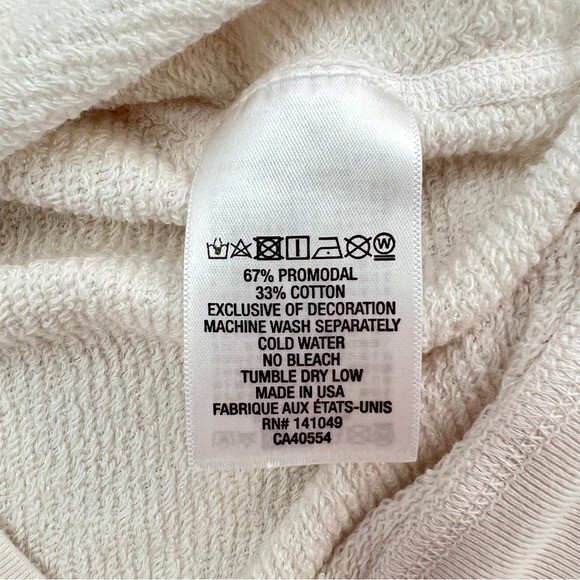 W
67% PROMODAL
33% COTTON
EXCLUSIVE OF DECORATION
MACHINE WASH SEPARATELY
COLD WATER
NO BLEACH
TUMBLE DRY LOW
MADE IN USA
FABRIQUE AUX ÉTATS-UNIS
RN# 141049
CA40554